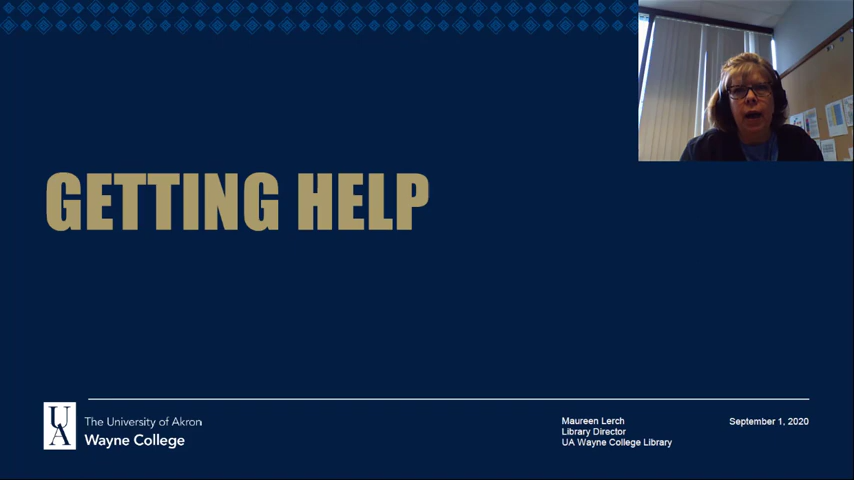 GETTING HELP
UA
The University of Akron
Wayne College
Maureen Lerch
Library Director
UA Wayne College Library
September 1, 2020